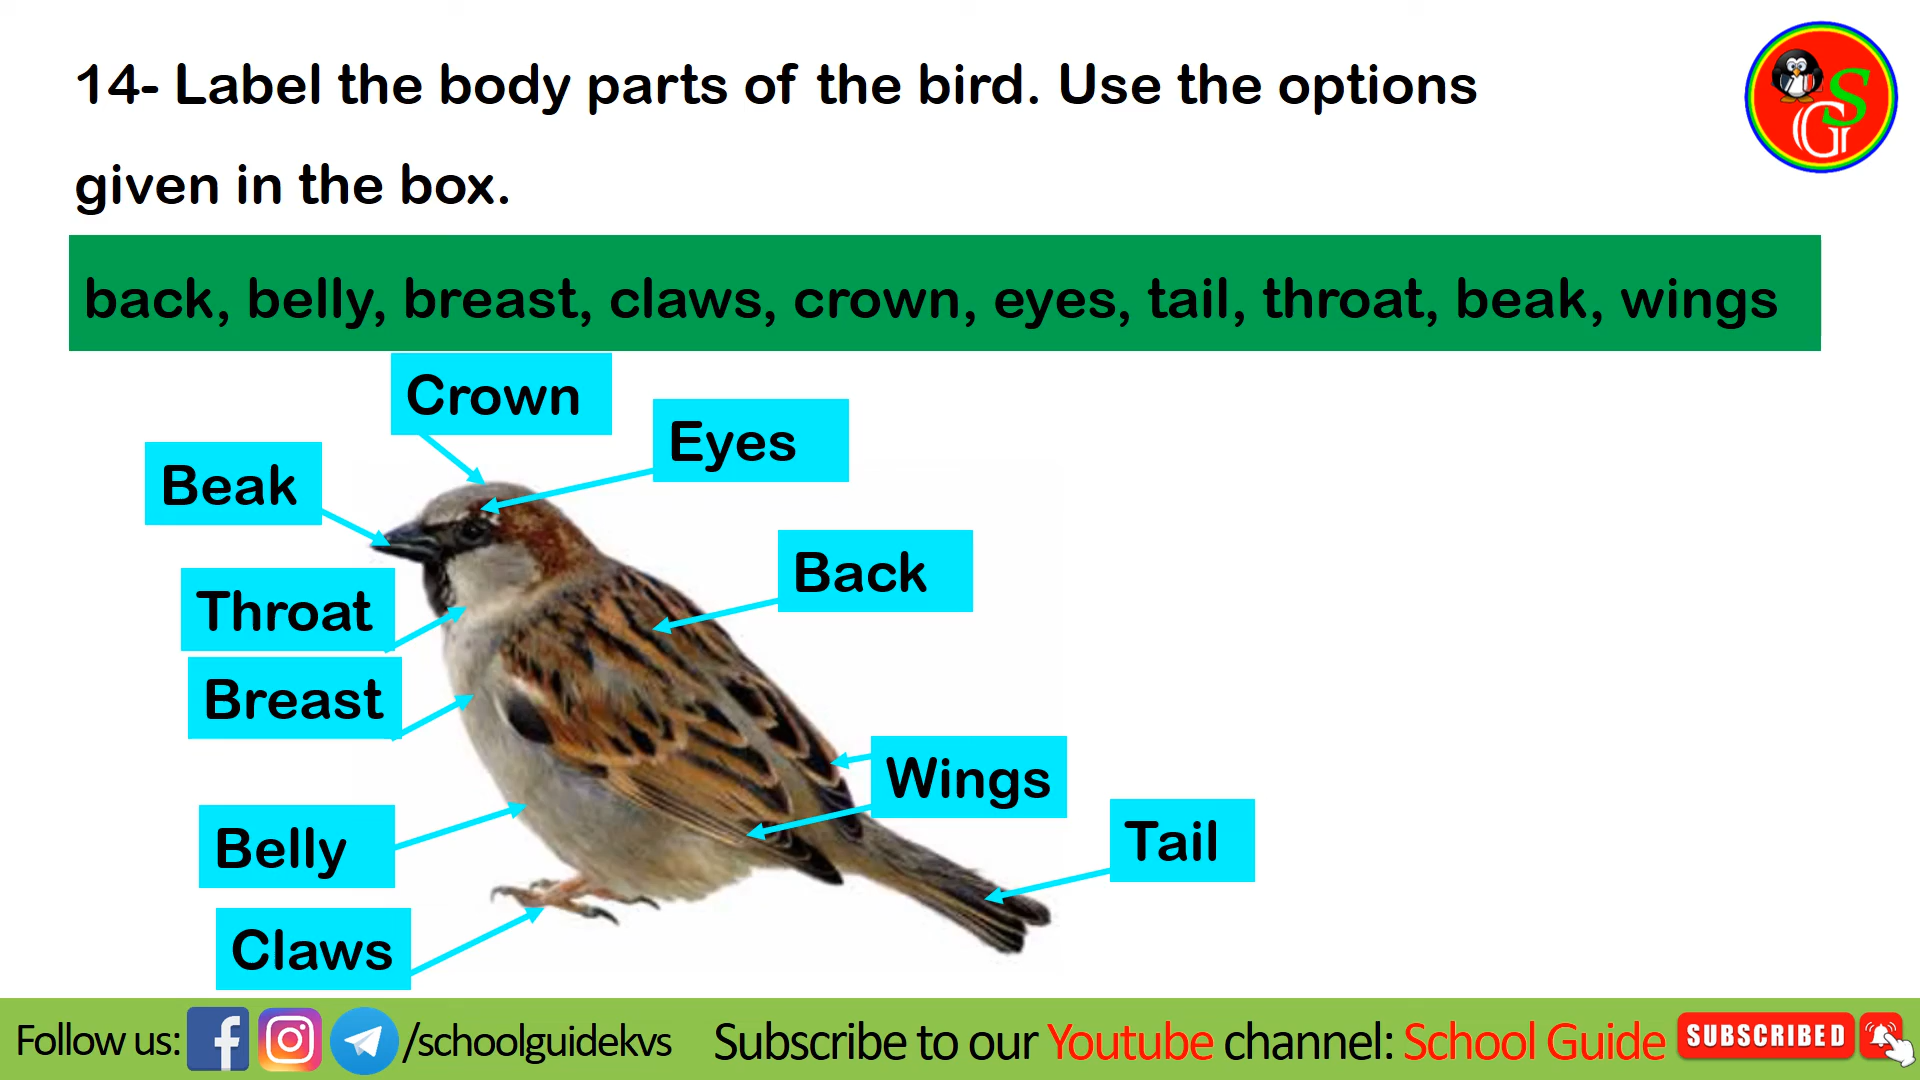 14- Label the body parts of the bird. Use the options
given in the box.
SG
back, belly, breast, claws, crown, eyes, tail, throat, beak, wings
Crown
Eyes
Beak
Back
Throat
Breast
Wings
Tail
Belly
Claws
Follow us: /schoolguidekvs Subscribe to our Youtube channel: School Guide SUBSCRIBED